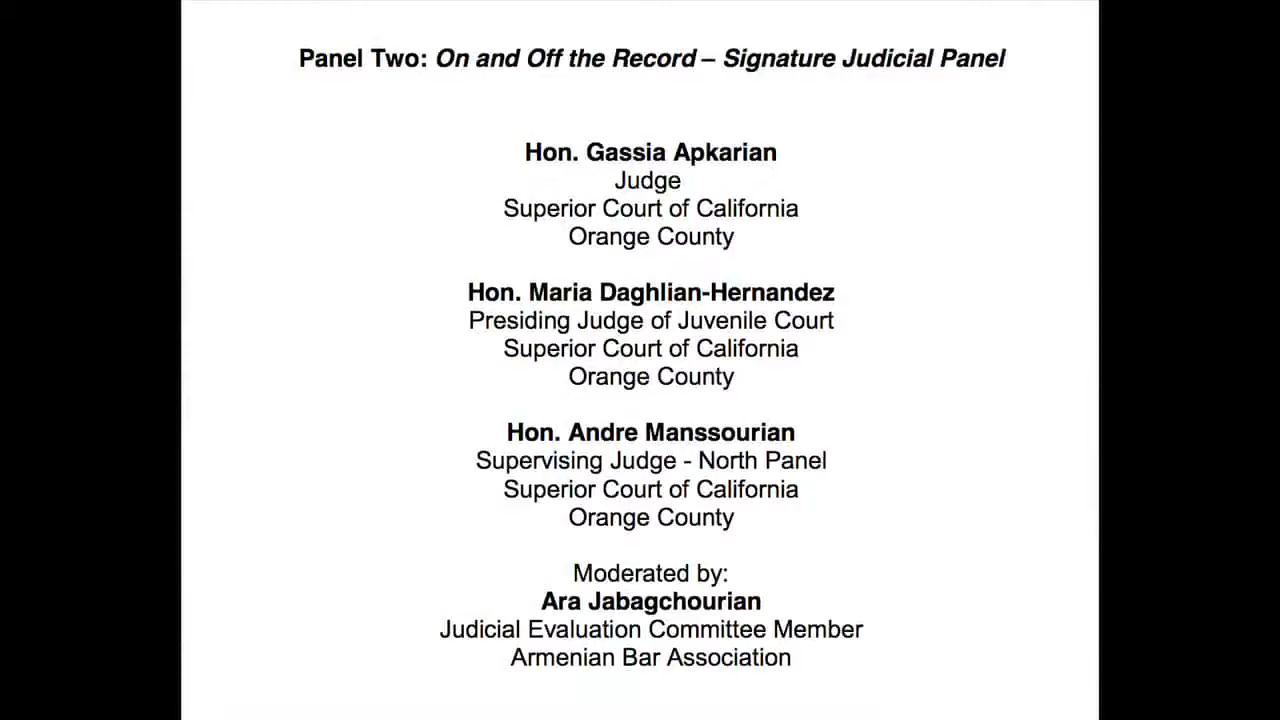 Panel Two: On and Off the Record – Signature Judicial Panel
Hon. Gassia Apkarian
Judge
Superior Court of California
Orange County
Hon. Maria Daghlian-Hernandez
Presiding Judge of Juvenile Court
Superior Court of California
Orange County
Hon. Andre Manssourian
Supervising Judge - North Panel
Superior Court of California
Orange County
Moderated by:
Ara Jabagchourian
Judicial Evaluation Committee Member
Armenian Bar Association